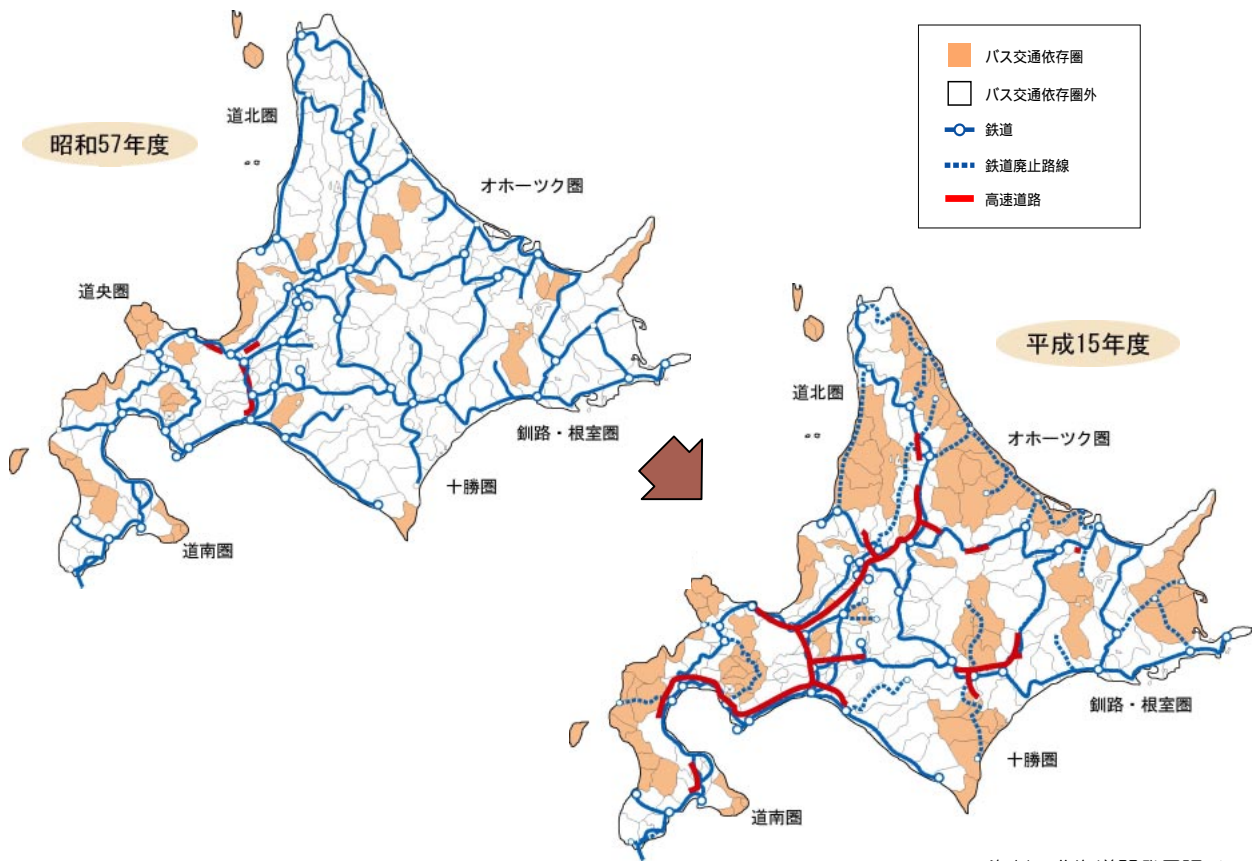 バス交通依存圏
バス交通依存圏外
鉄道
鉄道廃止路線
高速道路
昭和57年度
道北圏
オホーツク圏
道央圏
釧路・根室圏
十勝圏
道南圏
平成15年度
道北圏
オホーツク圏
釧路・根室圏
十勝圏
道南圏